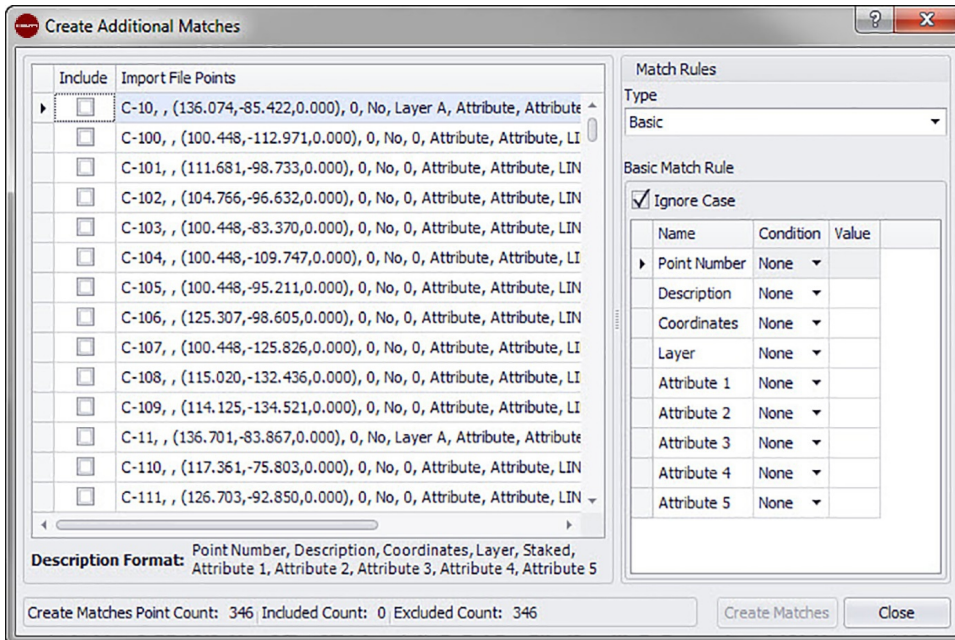 Create Additional Matches
Include Import File Points
C-10, , (136.074,-85.422,0.000), 0, No, Layer A, Attribute, Attribute
C-100, , (100.448,-112.971,0.000), 0, No, 0, Attribute, Attribute, LI
C-101, , (111.681,-98.733,0.000), 0, No, 0, Attribute, Attribute, LIN
C-102, , (104.766,-96.632,0.000), 0, No, 0, Attribute, Attribute, LIN
C-103, , (100.448,-83.370,0.000), 0, No, 0, Attribute, Attribute, LIN
C-104, , (100.448,-109.747,0.000), 0, No, 0, Attribute, Attribute, LI
C-105, , (100.448,-95.211,0.000), 0, No, 0, Attribute, Attribute, LIN
C-106, , (125.307,-98.605,0.000), 0, No, 0, Attribute, Attribute, LIN
C-107, , (100.448,-125.826,0.000), 0, No, 0, Attribute, Attribute, LI
C-108, , (115.020,-132.436,0.000), 0, No, 0, Attribute, Attribute, LI
C-109, , (114.125,-134.521,0.000), 0, No, 0, Attribute, Attribute, LI
C-11, , (136.701,-83.867,0.000), 0, No, Layer A, Attribute, Attribute
C-110, , (117.361,-75.803,0.000), 0, No, 0, Attribute, Attribute, LIN
C-111, , (126.703,-92.850,0.000), 0, No, 0, Attribute, Attribute, LIN
Description Format: Point Number, Description, Coordinates, Layer, Staked,
Attribute 1, Attribute 2, Attribute 3, Attribute 4, Attribute 5
Match Rules
Type
Basic
Basic Match Rule
Ignore Case
Name Condition Value
Point Number None
Description None
Coordinates None
Layer None
Attribute 1 None
Attribute 2 None
Attribute 3 None
Attribute 4 None
Attribute 5 None
Create Matches Point Count: 346 Included Count: 0 Excluded Count: 346
Create Matches Close